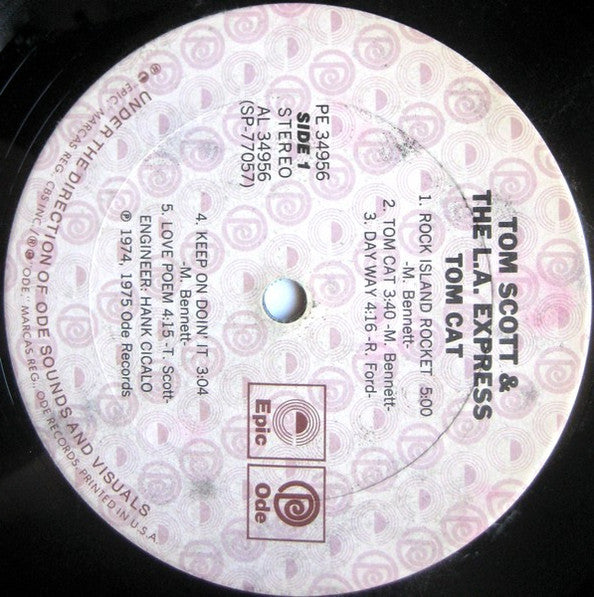 TOM SCOTT &
THE L.A. EXPRESS
TOM CAT
PE 34956
SIDE 1
STEREO
AL 34956
(SP-77057)
1. ROCK ISLAND ROCKET 5:00
-M. Bennett-
2. TOM CAT 3:40 -M. Bennett-
3. DAY WAY 4:16 -R. Ford-
4. KEEP ON DOIN' IT 3:04
-M. Bennett-
5. LOVE POEM 4:15 -T. Scott-
ENGINEER: HANK CICALO
℗ 1974, 1975 Ode Records
Epic
Ode
UNDER THE DIRECTION OF ODE SOUNDS AND VISUALS
® "EPIC," MARCAS REG. CBS INC. / ® "ODE," MARCAS REG. ODE RECORDS. PRINTED IN U.S.A.